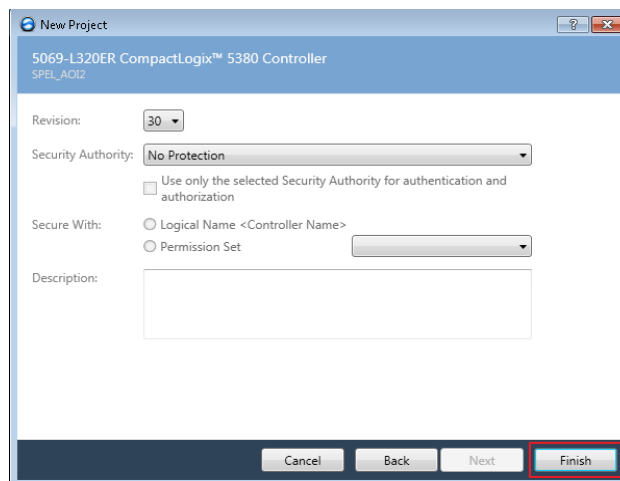 New Project
5069-L320ER CompactLogix™ 5380 Controller
SPEL_AOI2
Revision:
30
Security Authority:
No Protection
Use only the selected Security Authority for authentication and
authorization
Secure With:
Logical Name <Controller Name>
Permission Set
Description:
Cancel
Back
Next
Finish